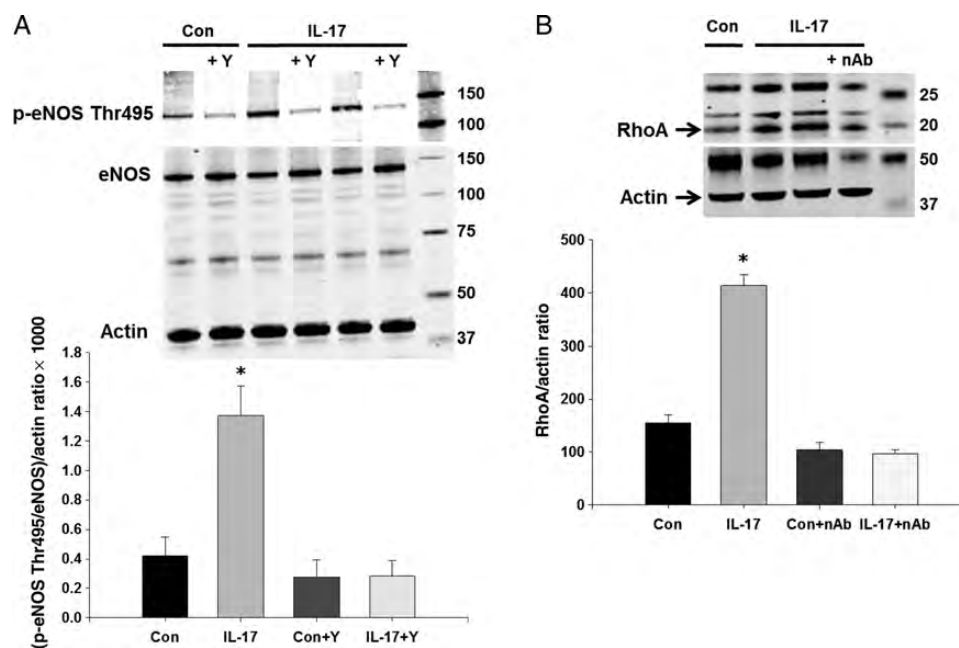 A
Con
IL-17
+ Y
+ Y
+ Y
p-eNOS Thr495
150
100
eNOS
150
100
75
50
Actin
37
(p-eNOS Thr495/eNOS)/actin ratio × 1000
1.8
1.6
1.4
1.2
1.0
0.8
0.6
0.4
0.2
0.0
*
Con
IL-17
Con+Y
IL-17+Y
B
Con
IL-17
+ nAb
25
RhoA
20
50
Actin
37
RhoA/actin ratio
500
400
300
200
100
0
*
Con
IL-17
Con+nAb
IL-17+nAb